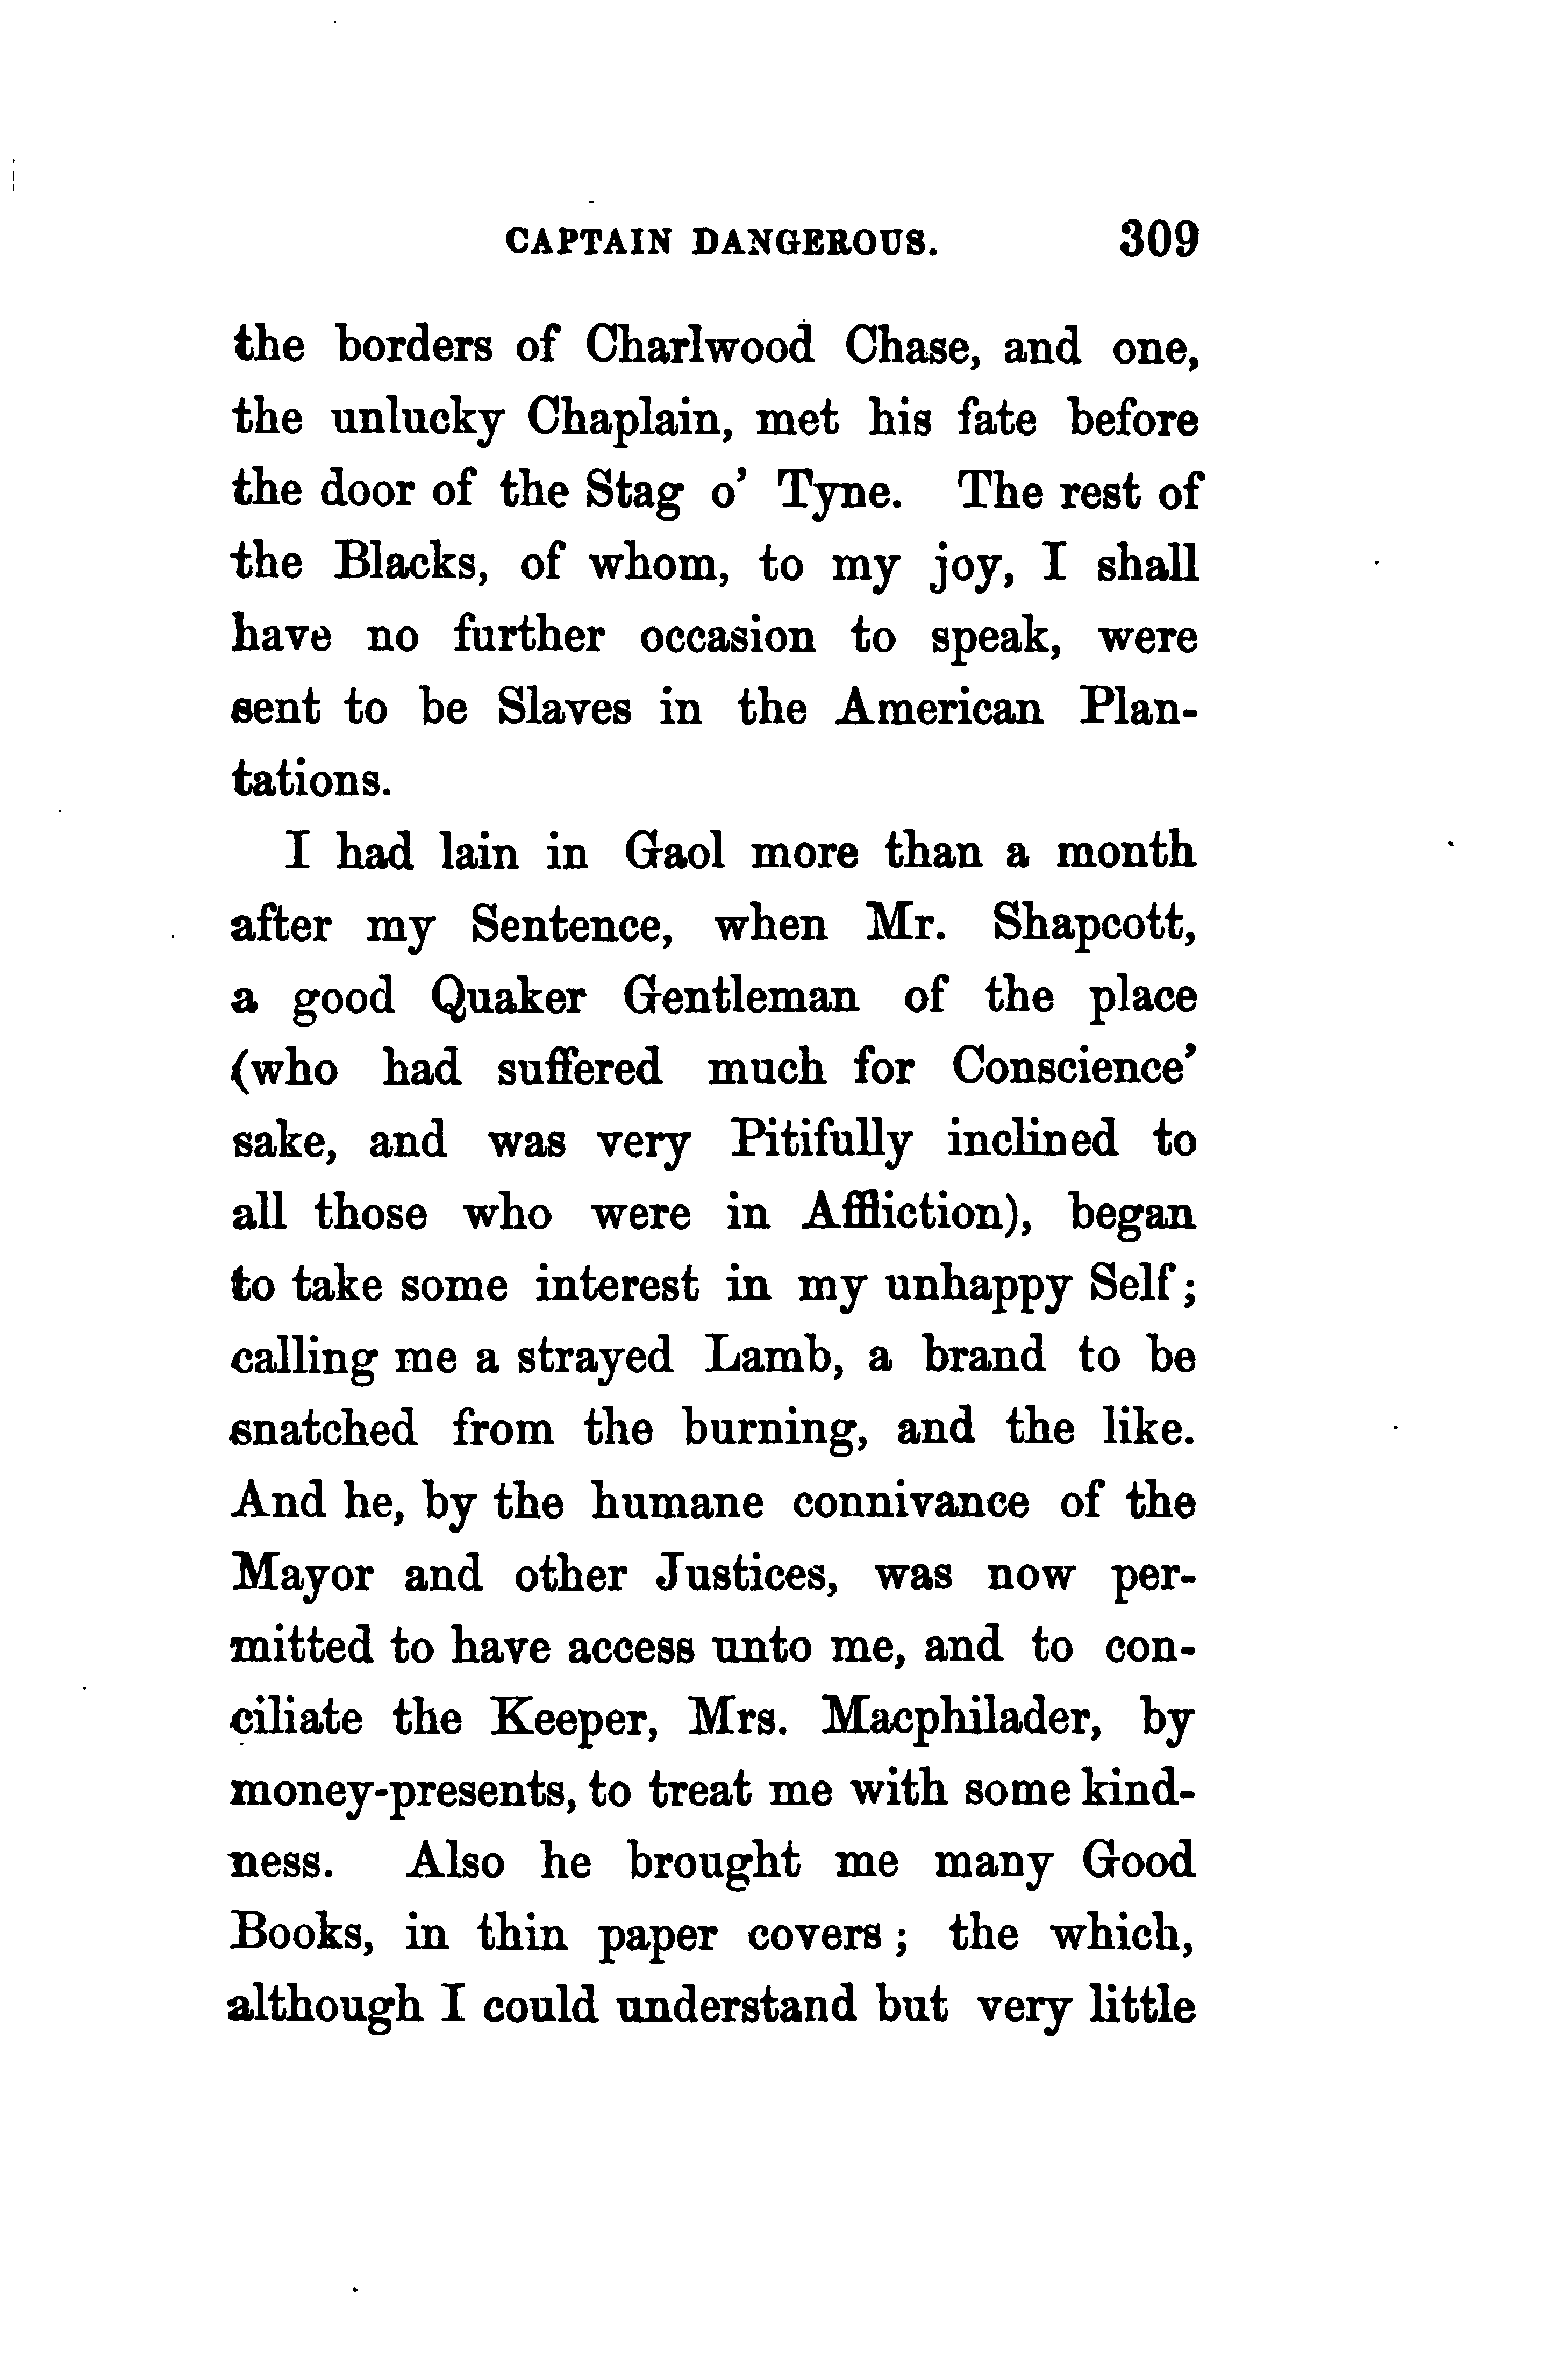 CAPTAIN DANGEROUS. 309
the borders of Charlwood Chase, and one,
the unlucky Chaplain, met his fate before
the door of the Stag o' Tyne. The rest of
the Blacks, of whom, to my joy, I shall
have no further occasion to speak, were
sent to be Slaves in the American Plan-
tations.
I had lain in Gaol more than a month
after my Sentence, when Mr. Shapcott,
a good Quaker Gentleman of the place
(who had suffered much for Conscience'
sake, and was very Pitifully inclined to
all those who were in Affliction), began
to take some interest in my unhappy Self;
calling me a strayed Lamb, a brand to be
snatched from the burning, and the like.
And he, by the humane connivance of the
Mayor and other Justices, was now per-
mitted to have access unto me, and to con-
ciliate the Keeper, Mrs. Macphilader, by
money-presents, to treat me with some kind-
ness. Also he brought me many Good
Books, in thin paper covers; the which,
although I could understand but very little